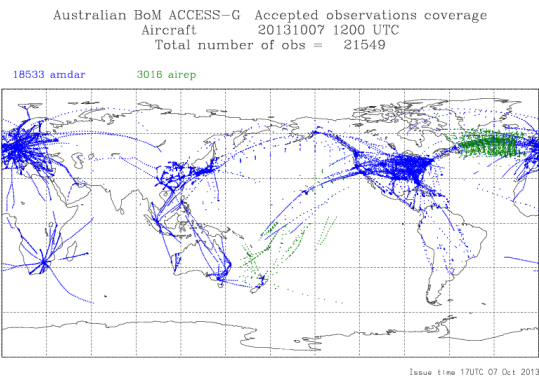 Australian BoM ACCESS-G Accepted observations coverage
Aircraft 20131007 1200 UTC
Total number of obs = 21549
18533 amdar 3016 airep
Issue time 17UTC 07 Oct 2013